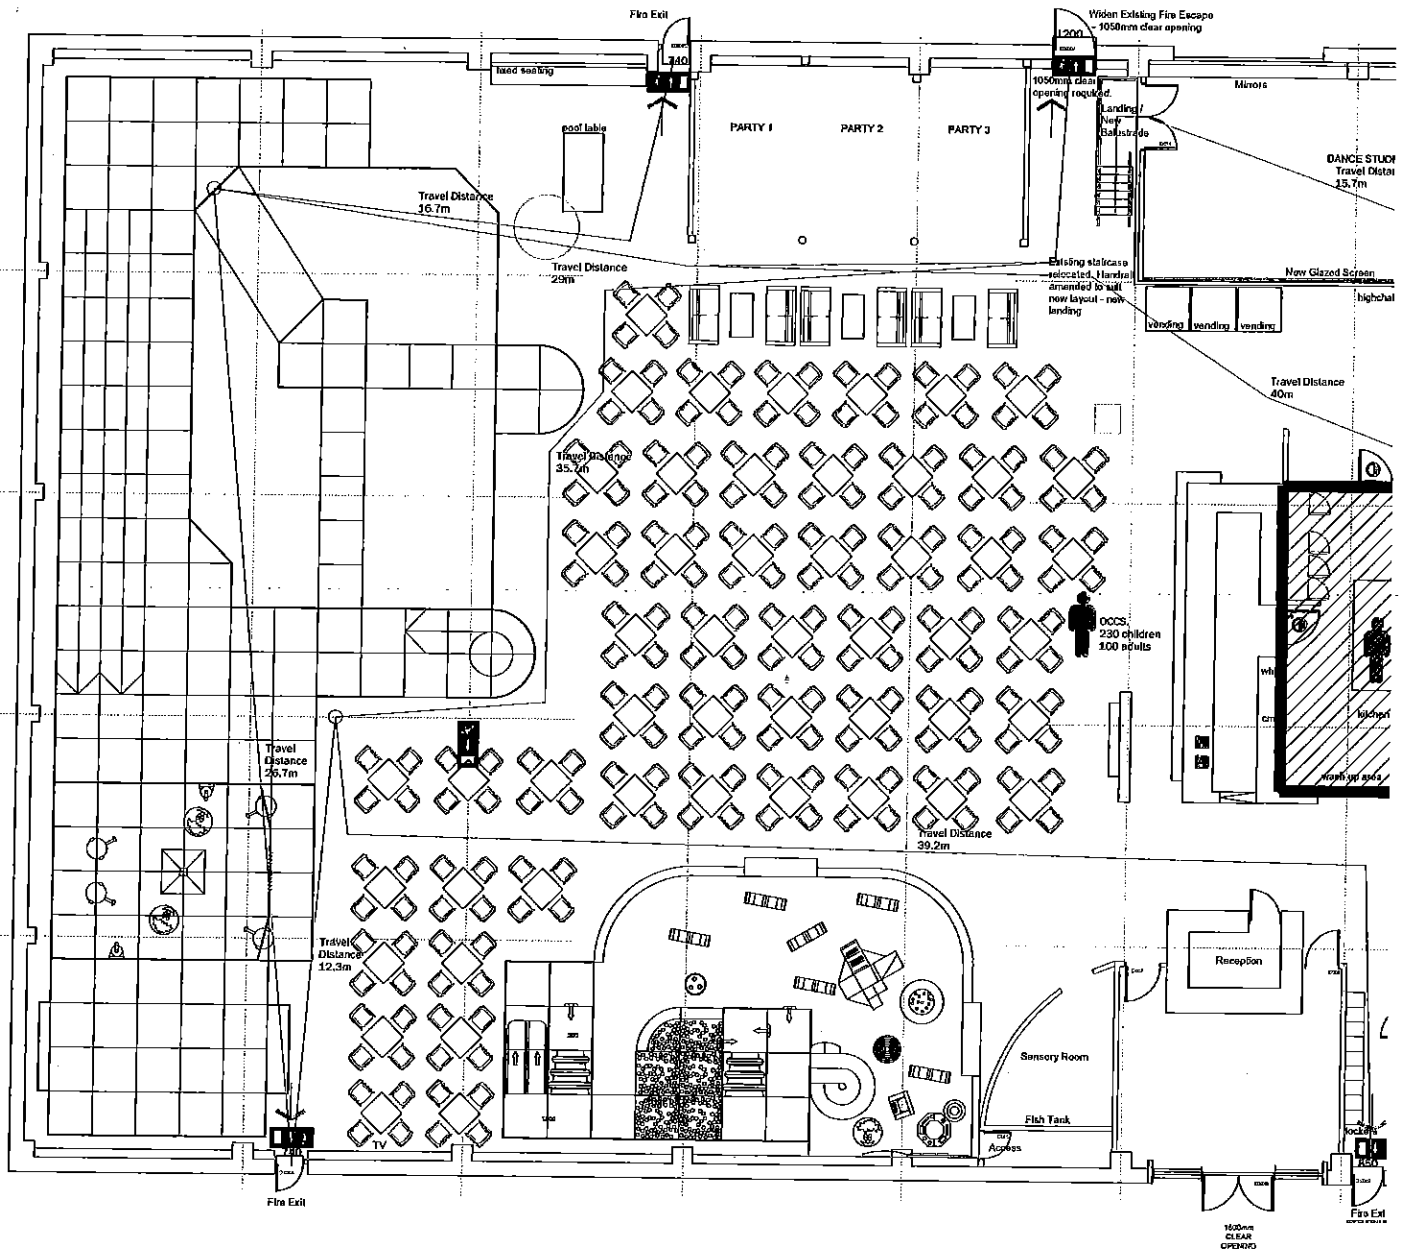 Fire Exit
Widen Existing Fire Escape
- 1050mm clear opening
1200
740
fixed seating
1050mm clear
opening required.
Mirrors
Landing /
New
Balustrade
pool table
PARTY 1
PARTY 2
PARTY 3
DANCE STUDI
Travel Distan
15.7m
Travel Distance
16.7m
Travel Distance
29m
Existing staircase
relocated. Handrail
amended to suit
new layout - new
landing
New Glazed Screen
highchai
vending
vending
vending
Travel Distance
40m
Travel Distance
35.7m
OCCS.
230 children
100 adults
kitchen
wash up area
Travel
Distance
26.7m
Travel Distance
39.2m
Travel
Distance
12.3m
Reception
Sensory Room
Fish Tank
Access
lockers
TV
850
Fire Exit
Fire Exi
1600mm
CLEAR
OPENING